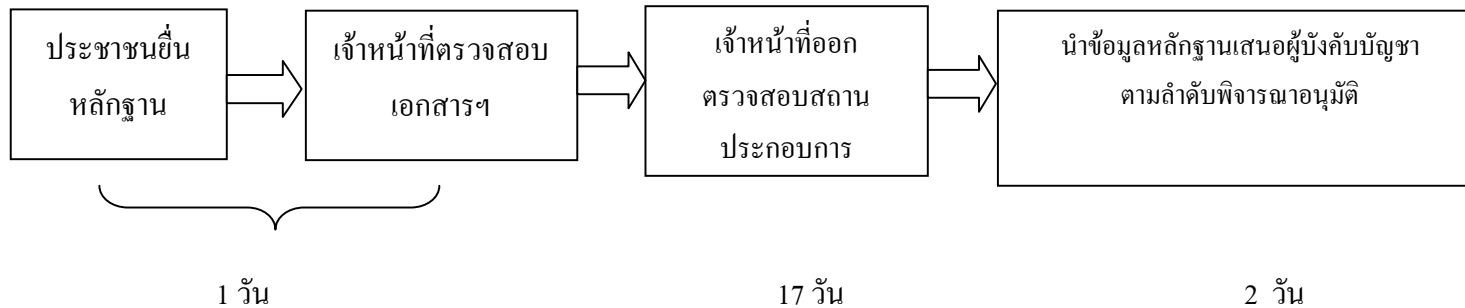 ประชาชนยื่น
หลักฐาน
เจ้าหน้าที่ตรวจสอบ
เอกสารฯ
เจ้าหน้าที่ออก
ตรวจสอบสถาน
ประกอบการ
นำข้อมูลหลักฐานเสนอผู้บังคับบัญชา
ตามลำดับพิจารณาอนุมัติ
1 วัน
17 วัน
2 วัน